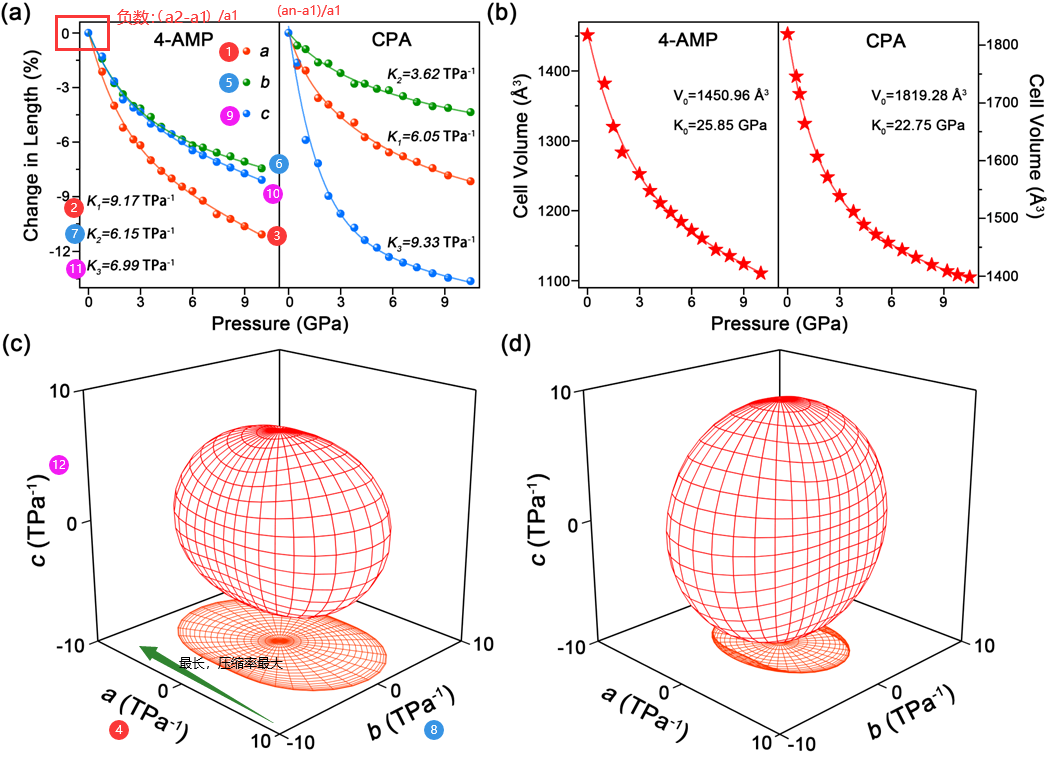 (a)
负数:（a2-a1）/a1
(an-a1)/a1
4-AMP
CPA
1 a
5 b
9 c
K2=3.62 TPa-1
K1=6.05 TPa-1
K3=9.33 TPa-1
6
10
3
2 K1=9.17 TPa-1
7 K2=6.15 TPa-1
11 K3=6.99 TPa-1
Change in Length (%)
0
-3
-6
-9
-12
0 3 6 9 0 3 6 9
Pressure (GPa)
(b)
4-AMP
CPA
V0=1450.96 Å3
K0=25.85 GPa
V0=1819.28 Å3
K0=22.75 GPa
Cell Volume (Å3)
1400
1300
1200
1100
Cell Volume (Å3)
1800
1700
1600
1500
1400
0 3 6 9 0 3 6 9
Pressure (GPa)
(c)
10
12
0
c (TPa-1)
-10
最长，压缩率最大
0
a (TPa-1)
4
10
-10
0
b (TPa-1)
8
10
(d)
10
0
c (TPa-1)
-10
0
a (TPa-1)
10
-10
0
b (TPa-1)
10